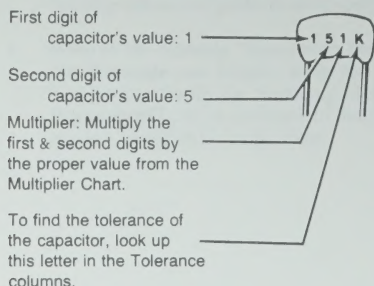 First digit of
capacitor's value: 1
1 5 1 K
Second digit of
capacitor's value: 5
Multiplier: Multiply the
first & second digits by
the proper value from the
Multiplier Chart.
To find the tolerance of
the capacitor, look up
this letter in the Tolerance
columns.